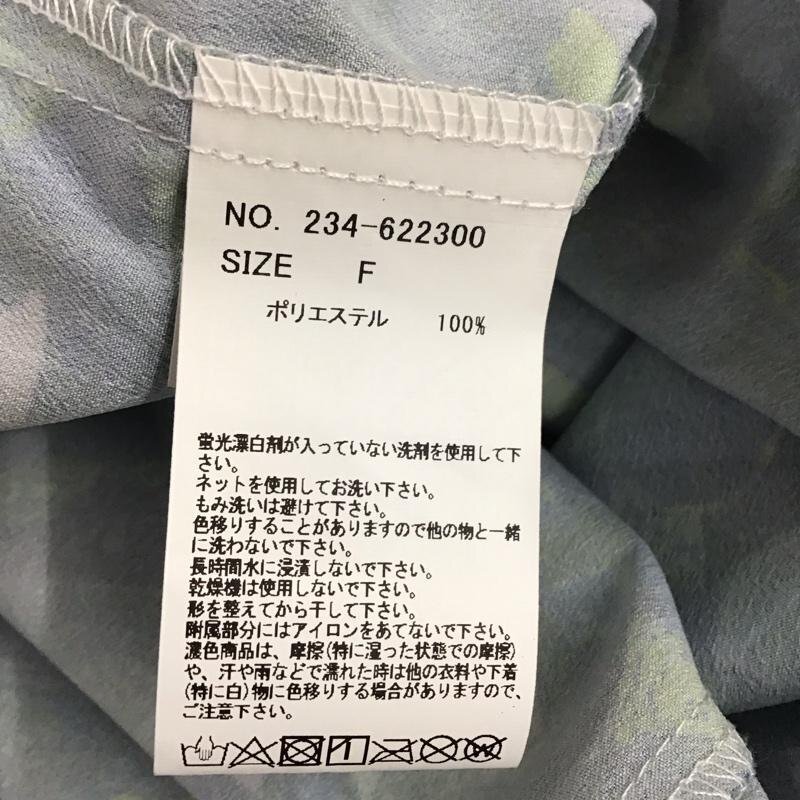 NO. 234-622300
SIZE F
ポリエステル 100%
蛍光漂白剤が入っていない洗剤を使用して下
さい。
ネットを使用してお洗い下さい。
もみ洗いは避けて下さい。
色移りすることがありますので他の物と一緒
に洗わないで下さい。
長時間水に浸漬しないで下さい。
乾燥機は使用しないで下さい。
形を整えてから干して下さい。
附属部分にはアイロンをあてないで下さい。
濃色商品は、摩擦(特に湿った状態での摩擦)
や、汗や雨などで濡れた時は他の衣料や下着
(特に白)物に色移りする場合がありますので、
ご注意下さい。